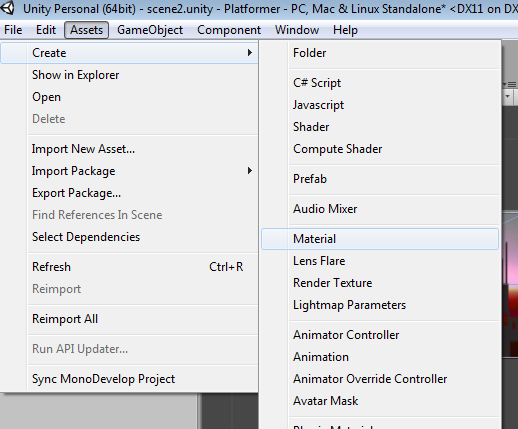 Unity Personal (64bit) - scene2.unity - Platformer - PC, Mac & Linux Standalone* <DX11 on DX
File Edit Assets GameObject Component Window Help
Create
Show in Explorer
Open
Delete
Import New Asset...
Import Package
Export Package...
Find References In Scene
Select Dependencies
Refresh Ctrl+R
Reimport
Reimport All
Run API Updater...
Sync MonoDevelop Project
Folder
C# Script
Javascript
Shader
Compute Shader
Prefab
Audio Mixer
Material
Lens Flare
Render Texture
Lightmap Parameters
Animator Controller
Animation
Animator Override Controller
Avatar Mask